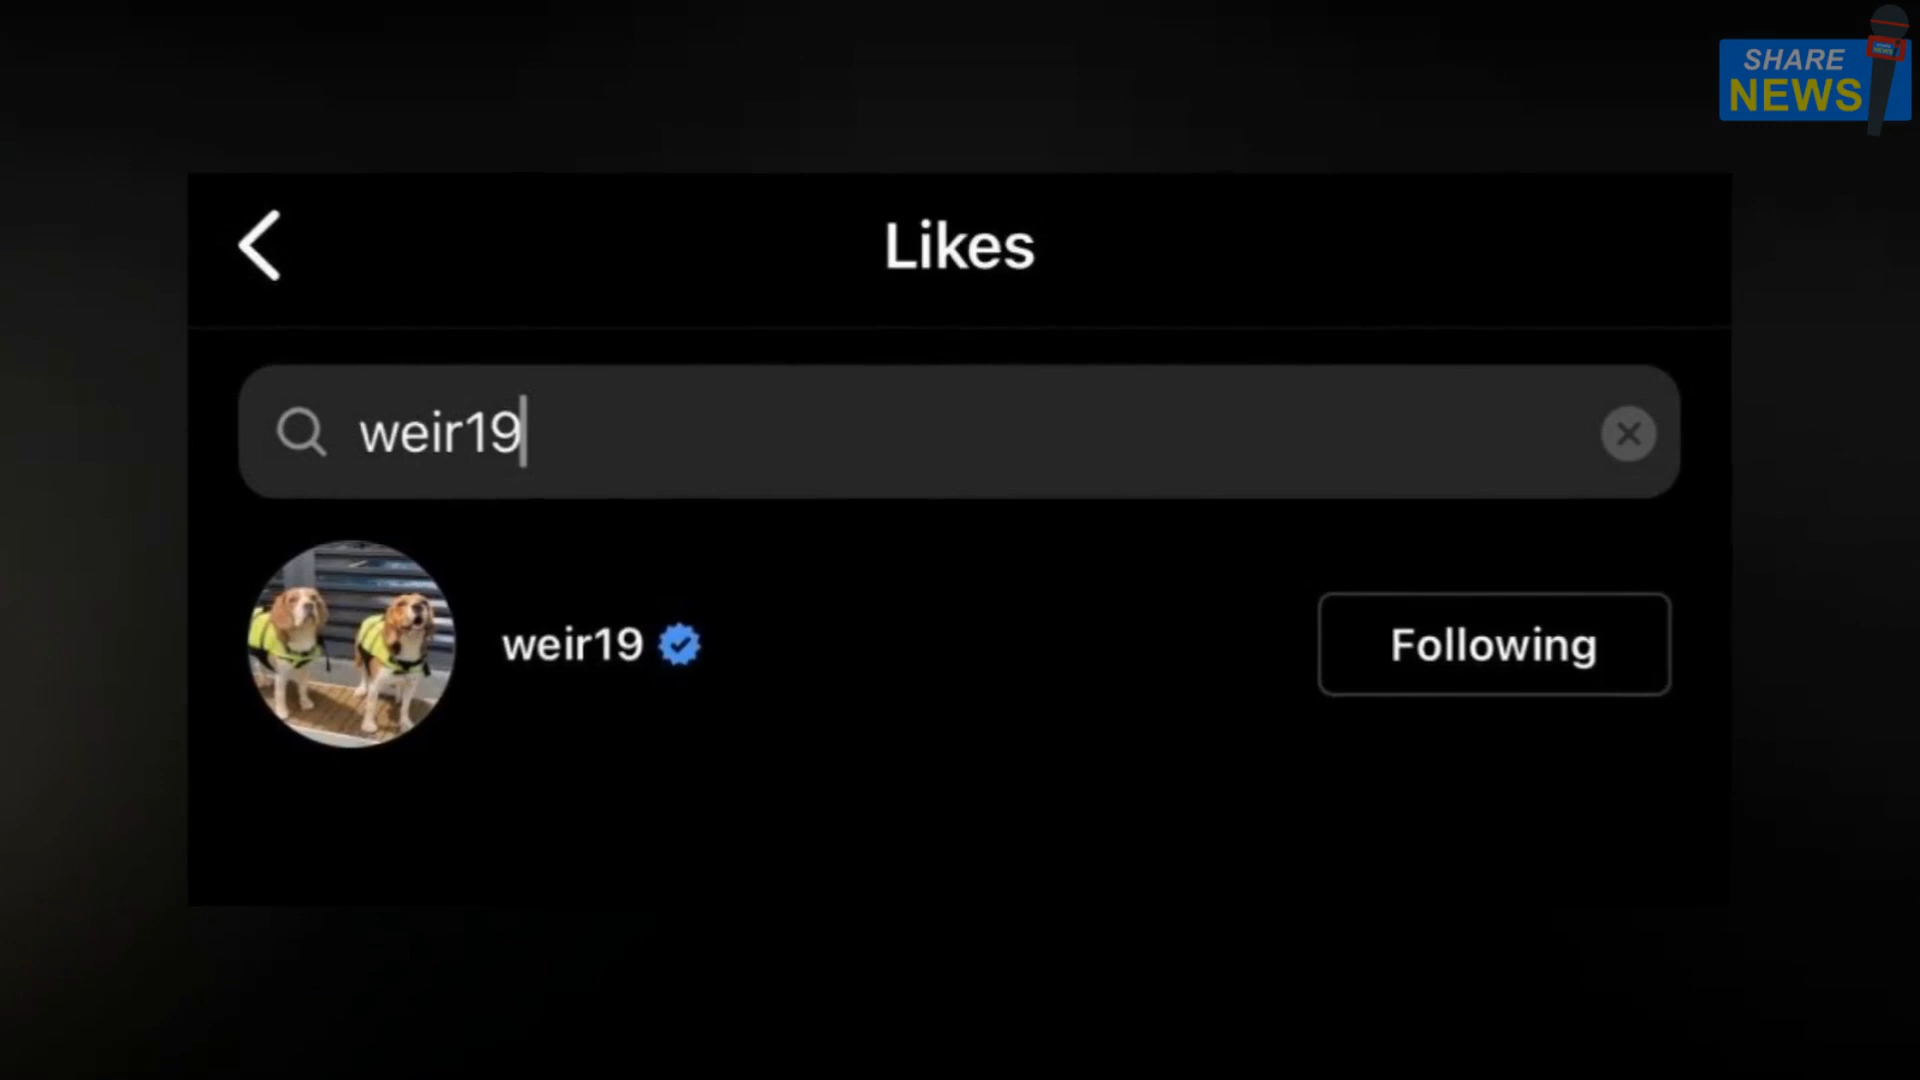 SHARE
NEWS
Likes
weir19
weir19
Following